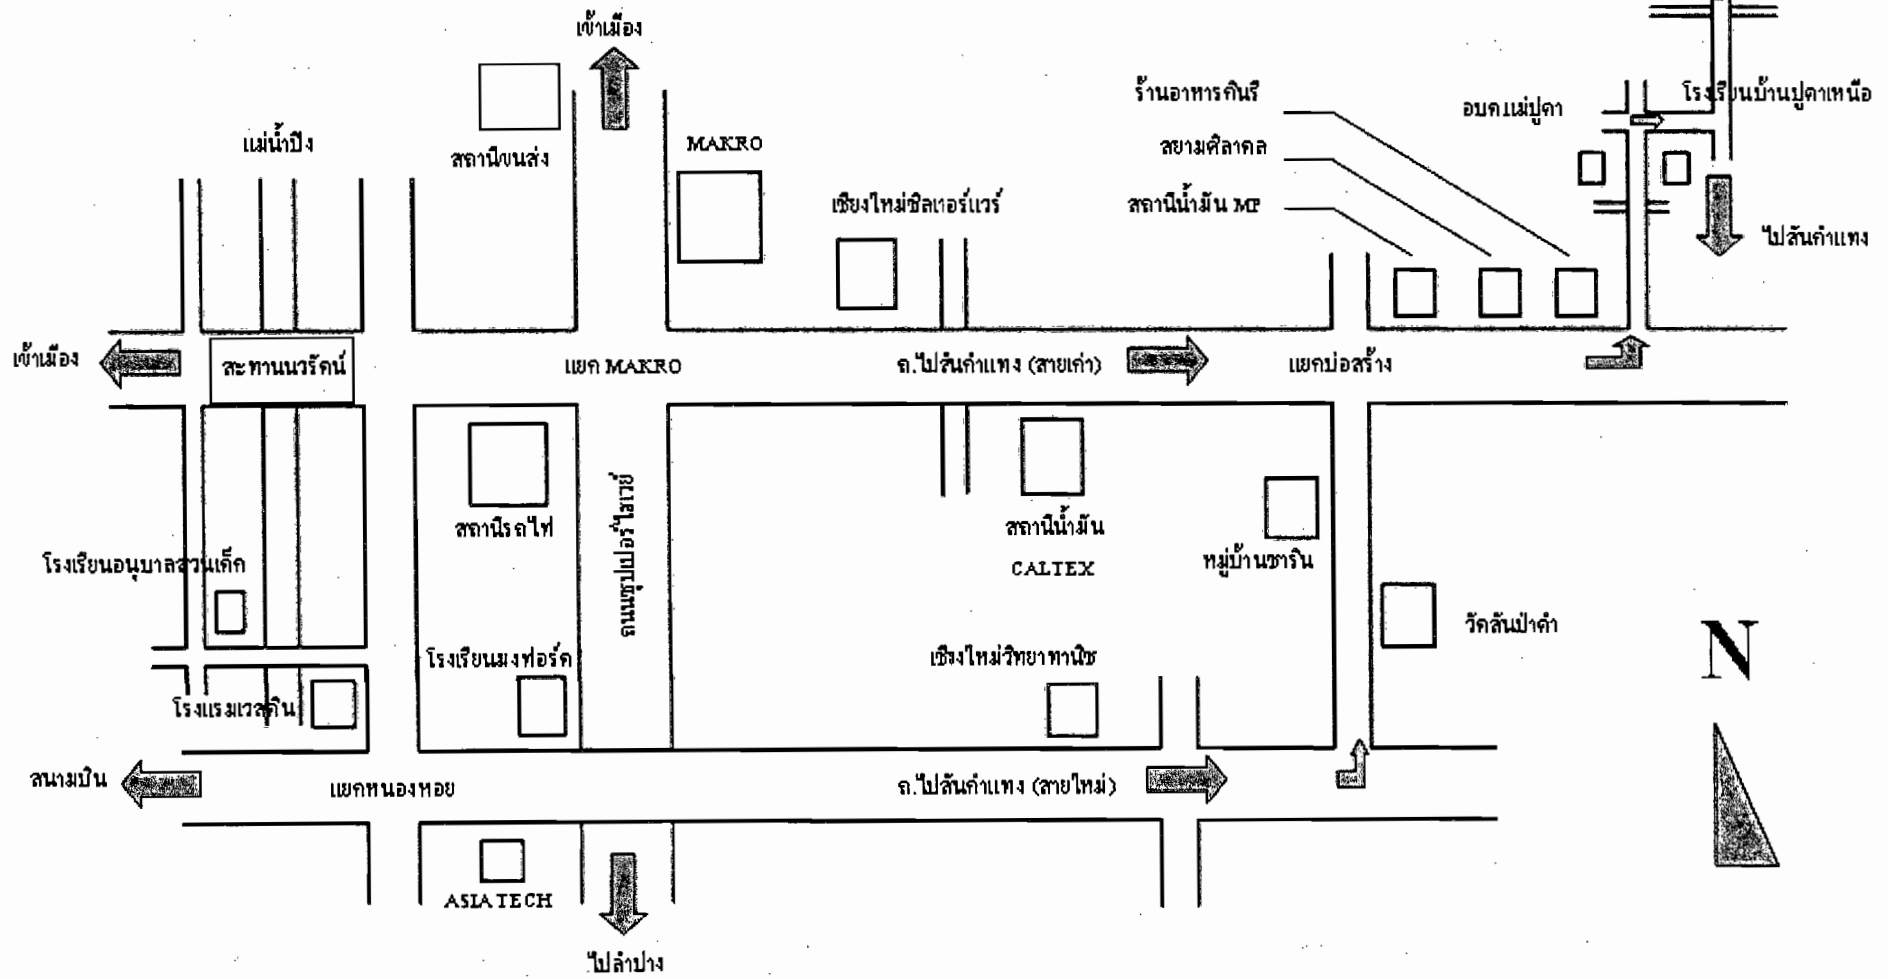 เข้าเมือง
แม่น้ำปิง
สถานีขนส่ง
MAKRO
เชียงใหม่ซิลเวอร์แวร์
ร้านอาหารกินรี
สยามศิลาดล
สถานีน้ำมัน MP
อบต.แม่ปูคา
โรงเรียนบ้านปูคาเหนือ
ไปสันกำแพง
เข้าเมือง
สะพานนวรัตน์
แยก MAKRO
ถ.ไปสันกำแพง (สายเก่า)
แยกบ่อสร้าง
สถานีรถไฟ
ถนนซุปเปอร์ไฮเวย์
สถานีน้ำมัน
CALTEX
หมู่บ้านซาริน
โรงเรียนอนุบาลสวนเด็ก
วัดสันป่าค่า
โรงเรียนมงฟอร์ต
เชียงใหม่วิทยาพานิช
N
โรงแรมเวสติน
สนามบิน
แยกหนองหอย
ถ.ไปสันกำแพง (สายใหม่)
ASIA TECH
ไปลำปาง